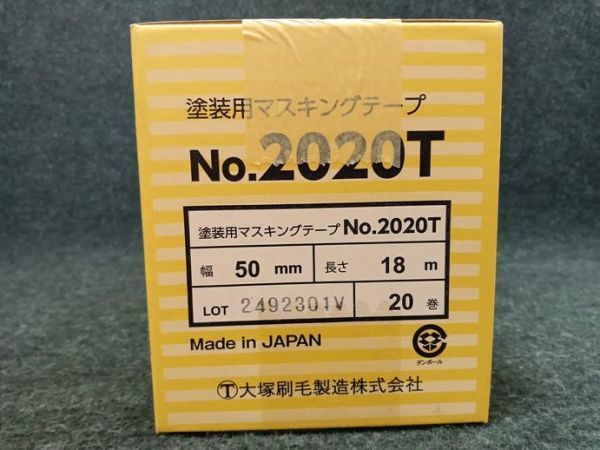 塗装用マスキングテープ
No.2020T
塗装用マスキングテープ No.2020T
幅 50 mm 長さ 18 m
LOT 2492301V 20 巻
Made in JAPAN
ダンボール
Ⓣ大塚刷毛製造株式会社